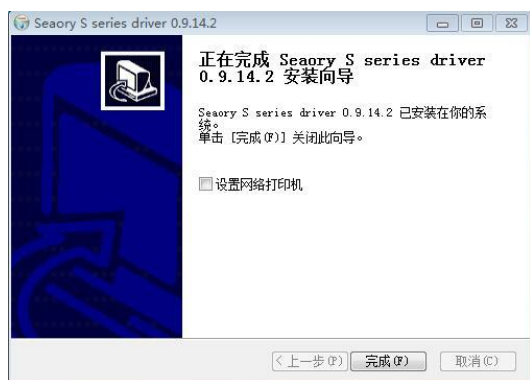 Seaory S series driver 0.9.14.2
正在完成 Seaory S series driver
0.9.14.2 安装向导
Seaory S series driver 0.9.14.2 已安装在你的系
统。
单击 [完成(F)] 关闭此向导。
设置网络打印机
< 上一步(P) 完成(F) 取消(C)